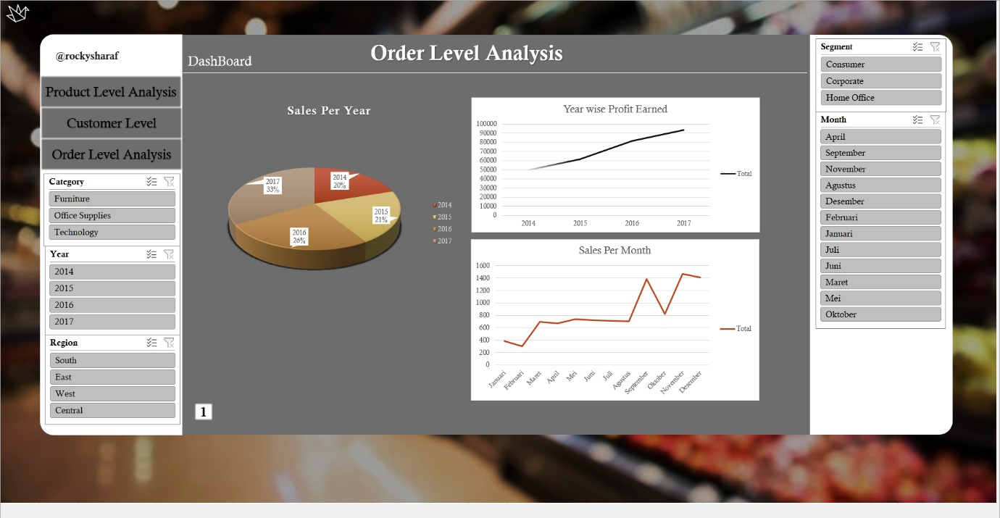 @rockysharaf
Product Level Analysis
Customer Level
Order Level Analysis
Category
Furniture
Office Supplies
Technology
Year
2014
2015
2016
2017
Region
South
East
West
Central
DashBoard
Order Level Analysis
Sales Per Year
2014
20%
2015
21%
2016
26%
2017
33%
2014
2015
2016
2017
1
Year wise Profit Earned
100000
90000
80000
70000
60000
50000
40000
30000
20000
10000
0
2014 2015 2016 2017
Total
Sales Per Month
1600
1400
1200
1000
800
600
400
200
0
Januari Februari Maret April Mei Juni Juli Agustus September Oktober November Desember
Total
Segment
Consumer
Corporate
Home Office
Month
April
September
November
Agustus
Desember
Februari
Januari
Juli
Juni
Maret
Mei
Oktober